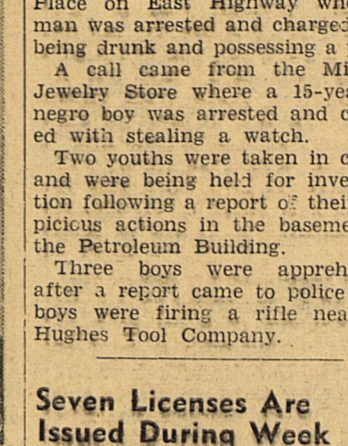 Place on East Highway
man was arrested and charged
being drunk and possessing a
A call came from the Mi
Jewelry Store where a 15-yea
negro boy was arrested and c
ed with stealing a watch.
Two youths were taken in c
and were being held for inve
tion following a report of thei
picious actions in the baseme
the Petroleum Building.
Three boys were appreh
after a report came to police
boys were firing a rifle nea
Hughes Tool Company.
Seven Licenses Are
Issued During Week